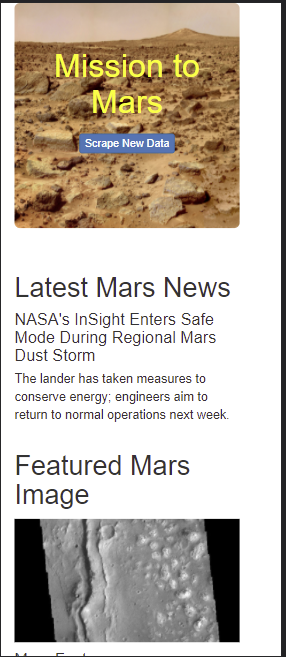 Mission to
Mars
Scrape New Data
Latest Mars News
NASA's InSight Enters Safe
Mode During Regional Mars
Dust Storm
The lander has taken measures to
conserve energy; engineers aim to
return to normal operations next week.
Featured Mars
Image